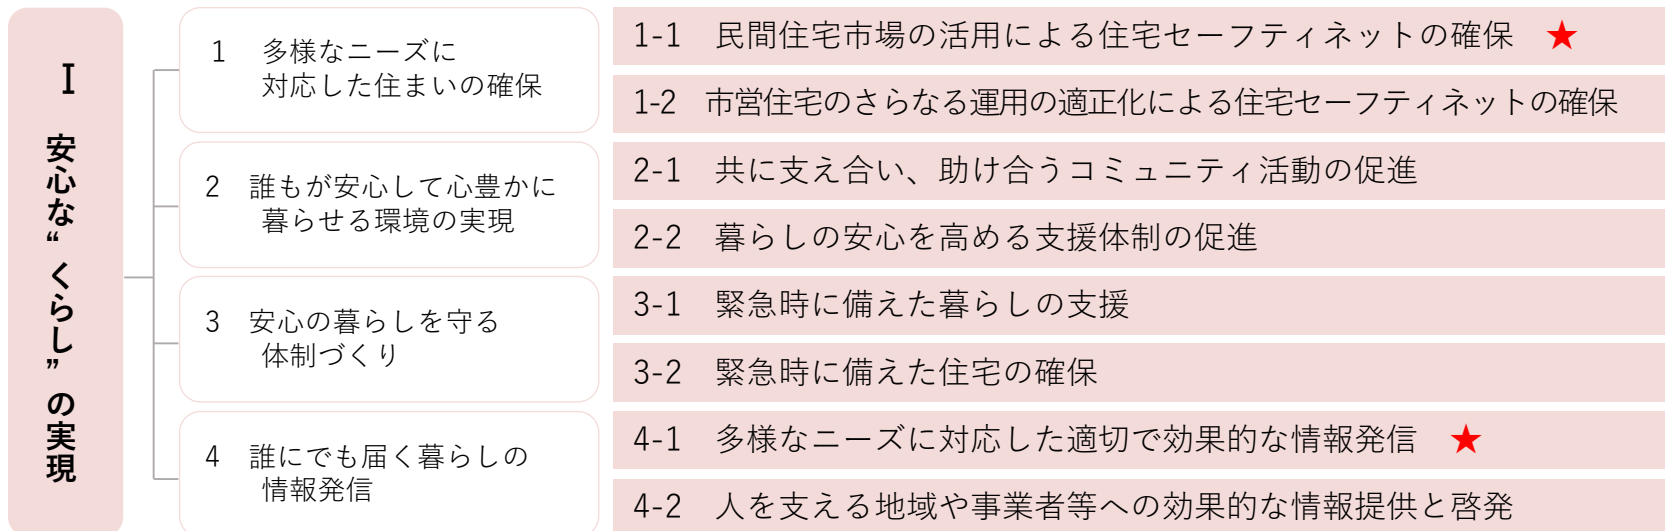 Ⅰ 安心な“くらし”の実現
1 多様なニーズに
対応した住まいの確保
1-1 民間住宅市場の活用による住宅セーフティネットの確保 ★
1-2 市営住宅のさらなる運用の適正化による住宅セーフティネットの確保
2 誰もが安心して心豊かに
暮らせる環境の実現
2-1 共に支え合い、助け合うコミュニティ活動の促進
2-2 暮らしの安心を高める支援体制の促進
3 安心の暮らしを守る
体制づくり
3-1 緊急時に備えた暮らしの支援
3-2 緊急時に備えた住宅の確保
4 誰にでも届く暮らしの
情報発信
4-1 多様なニーズに対応した適切で効果的な情報発信 ★
4-2 人を支える地域や事業者等への効果的な情報提供と啓発